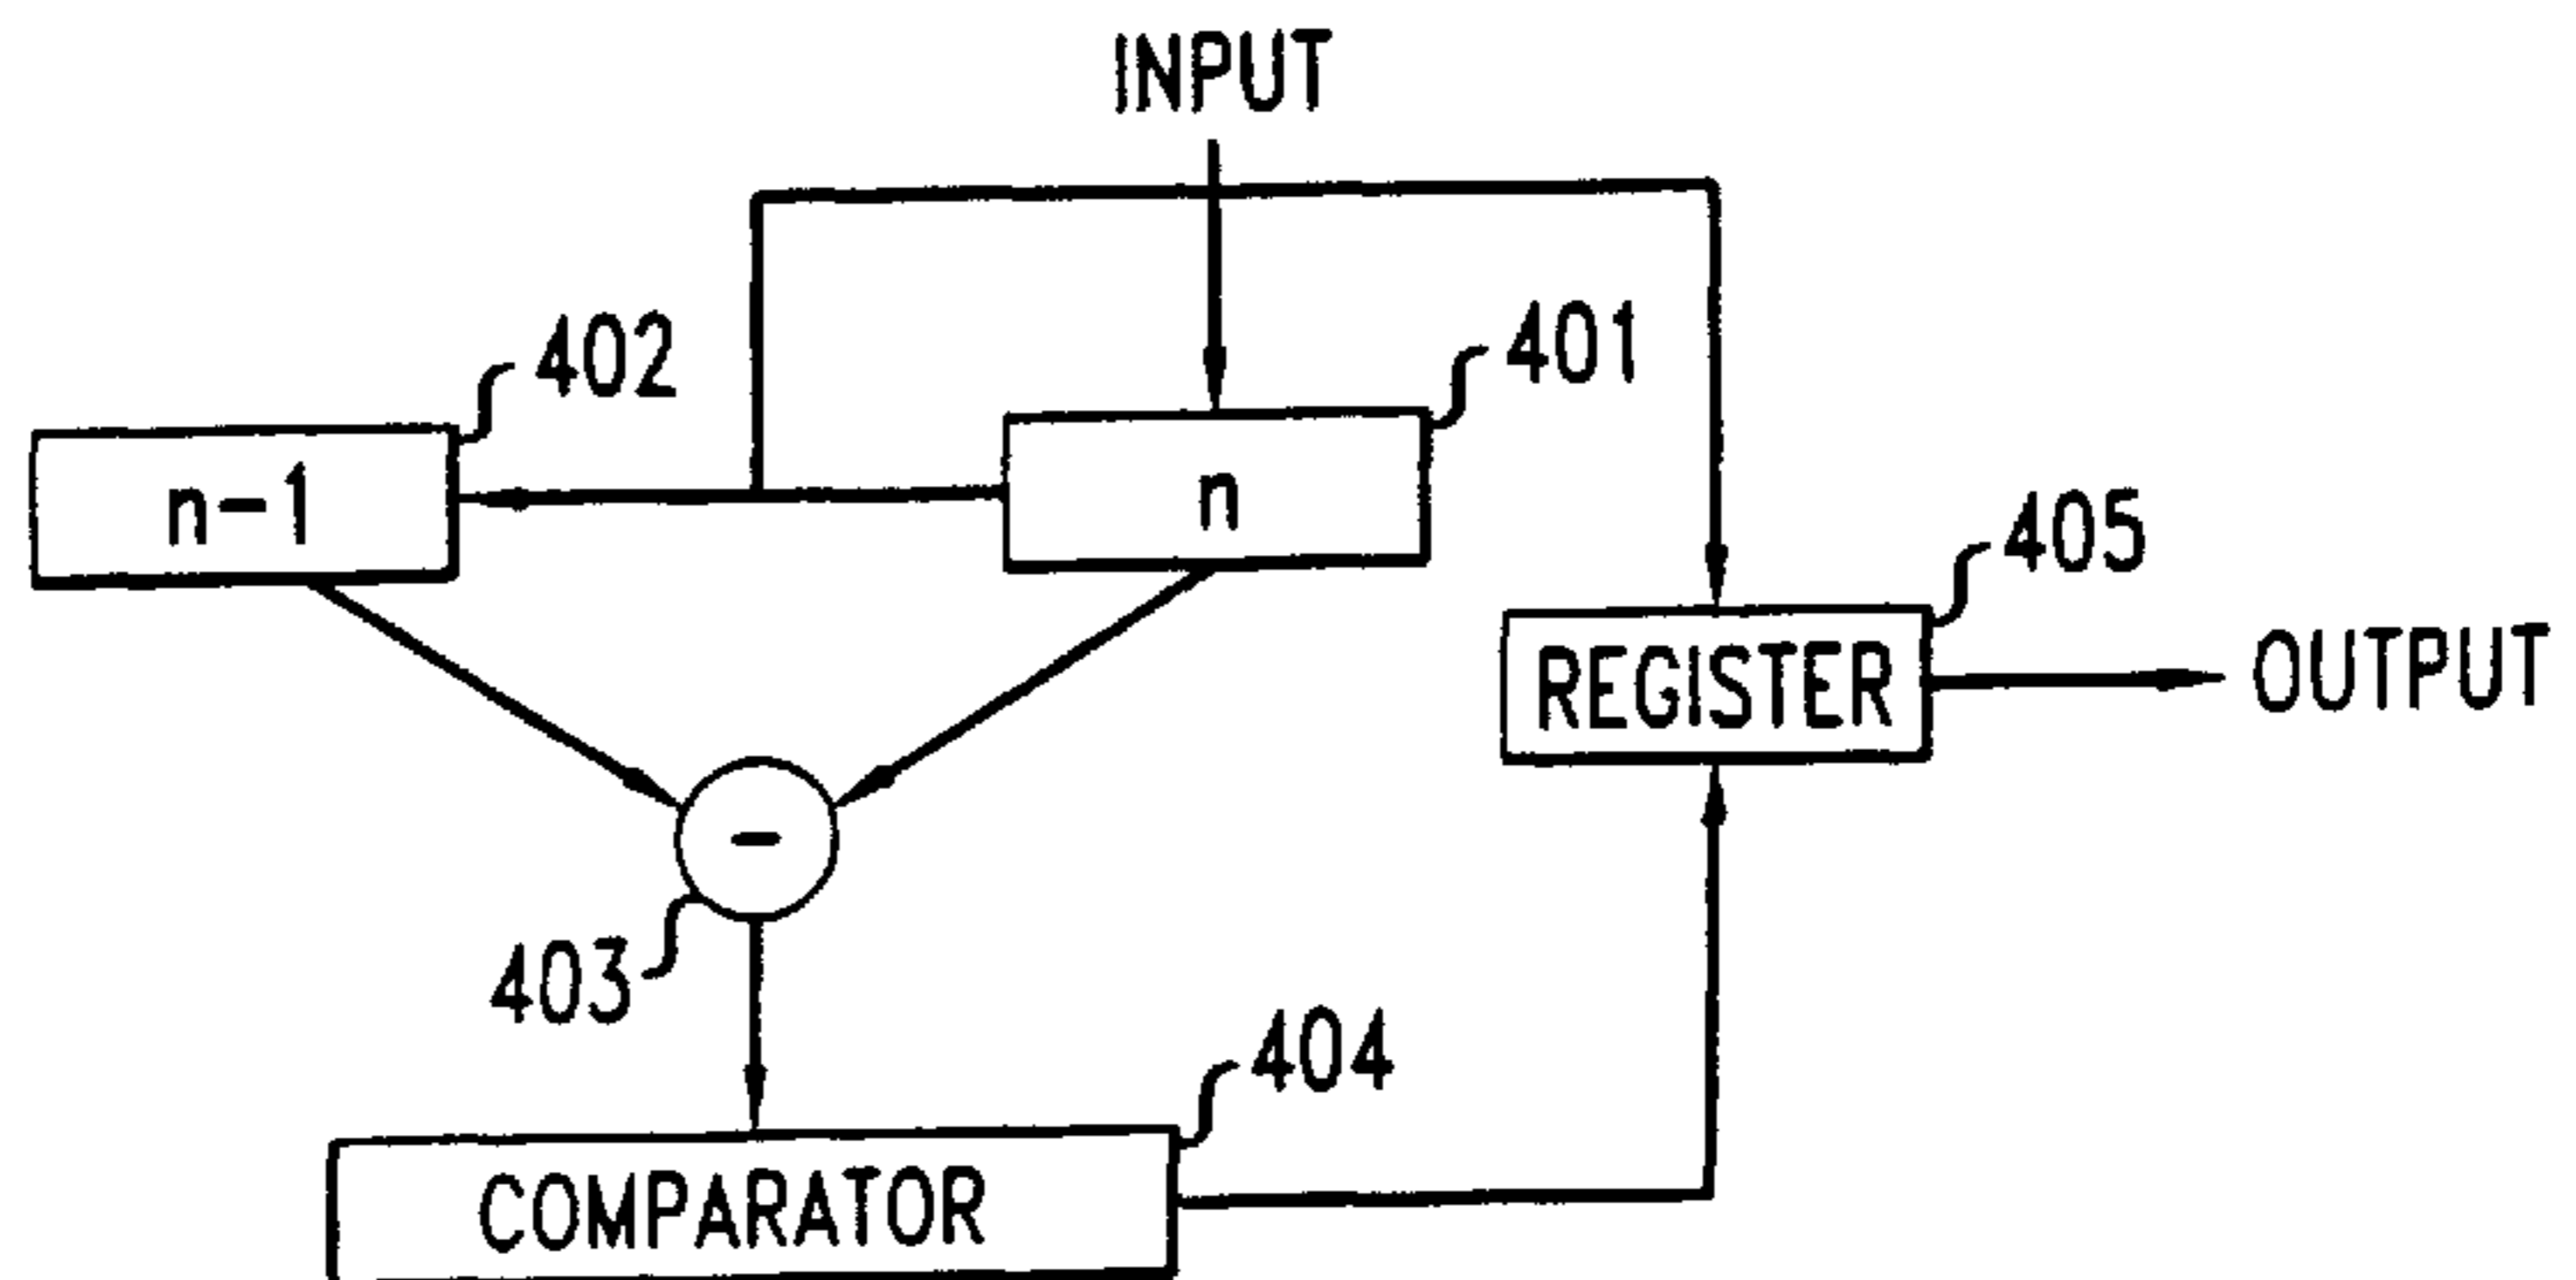 INPUT
402
401
n-1
n
405
REGISTER
OUTPUT
-
403
404
COMPARATOR